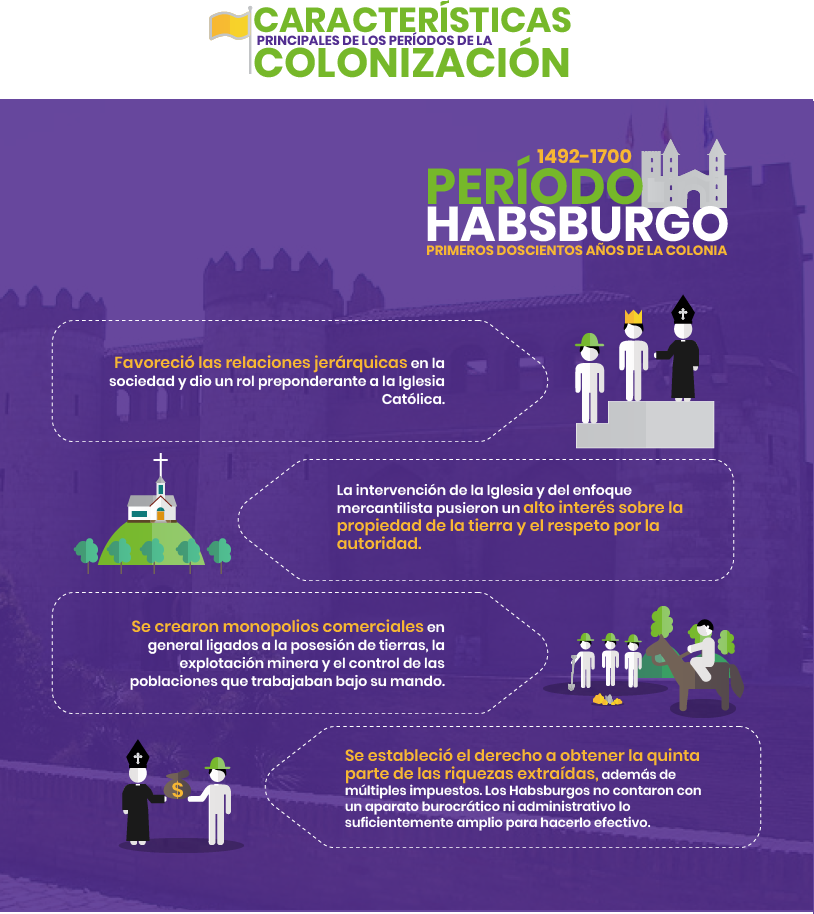 CARACTERÍSTICAS
PRINCIPALES DE LOS PERÍODOS DE LA
COLONIZACIÓN
1492-1700
PERÍODO
HABSBURGO
PRIMEROS DOSCIENTOS AÑOS DE LA COLONIA
Favoreció las relaciones jerárquicas en la
sociedad y dio un rol preponderante a la Iglesia
Católica.
La intervención de la Iglesia y del enfoque
mercantilista pusieron un alto interés sobre la
propiedad de la tierra y el respeto por la
autoridad.
Se crearon monopolios comerciales en
general ligados a la posesión de tierras, la
explotación minera y el control de las
poblaciones que trabajaban bajo su mando.
Se estableció el derecho a obtener la quinta
parte de las riquezas extraídas, además de
múltiples impuestos. Los Habsburgos no contaron con
un aparato burocrático ni administrativo lo
suficientemente amplio para hacerlo efectivo.
$